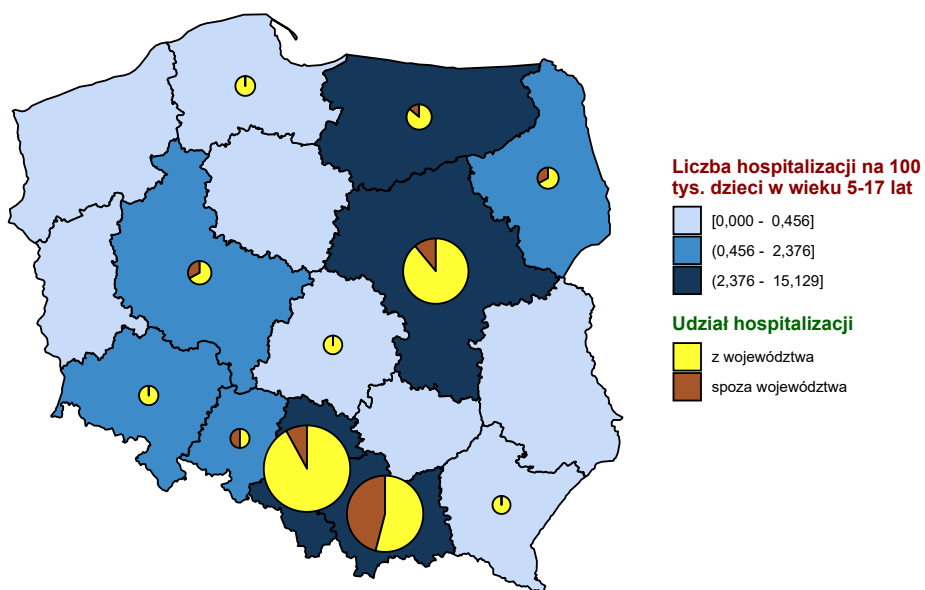 Liczba hospitalizacji na 100
tys. dzieci w wieku 5-17 lat
[0,000 - 0,456]
(0,456 - 2,376]
(2,376 - 15,129]
Udział hospitalizacji
z województwa
spoza województwa